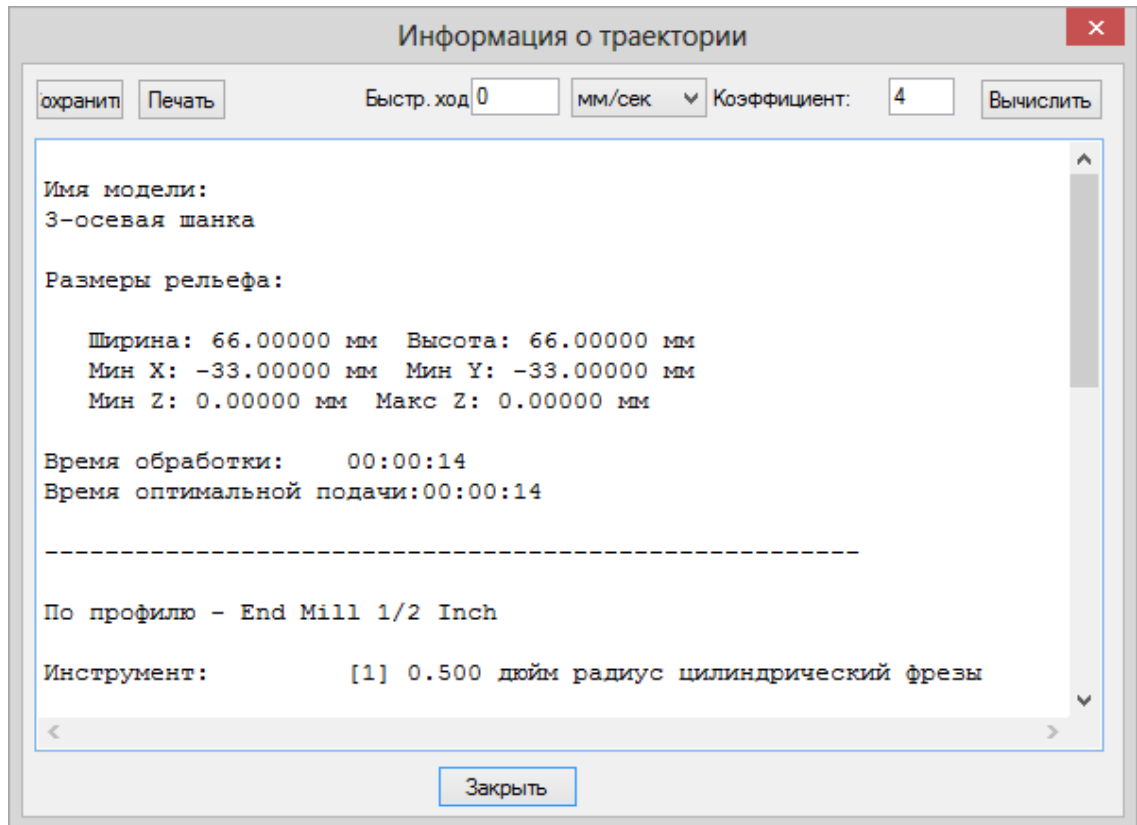 Информация о траектории
охранить Печать Быстр. ход 0 мм/сек Коэффициент: 4 Вычислить
Имя модели:
3-осевая шанка
Размеры рельефа:
Ширина: 66.00000 мм Высота: 66.00000 мм
Мин X: -33.00000 мм Мин Y: -33.00000 мм
Мин Z: 0.00000 мм Макс Z: 0.00000 мм
Время обработки: 00:00:14
Время оптимальной подачи:00:00:14
------------------------------------------------------
По профилю - End Mill 1/2 Inch
Инструмент: [1] 0.500 дюйм радиус цилиндрический фрезы
Закрыть